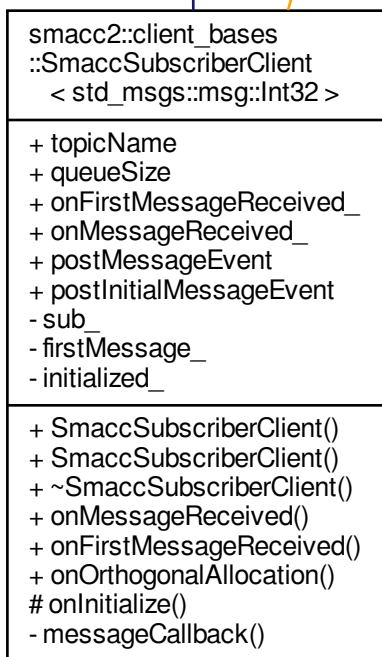 smacc2::client_bases
::SmaccSubscriberClient
< std_msgs::msg::Int32 >
+ topicName
+ queueSize
+ onFirstMessageReceived_
+ onMessageReceived_
+ postMessageEvent
+ postInitialMessageEvent
- sub_
- firstMessage_
- initialized_
+ SmaccSubscriberClient()
+ SmaccSubscriberClient()
+ ~SmaccSubscriberClient()
+ onMessageReceived()
+ onFirstMessageReceived()
+ onOrthogonalAllocation()
# onInitialize()
- messageCallback()